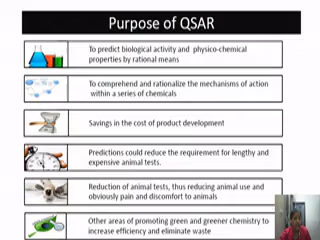 Purpose of QSAR
To predict biological activity and physico-chemical
properties by rational means
To comprehend and rationalize the mechanisms of action
within a series of chemicals
Savings in the cost of product development
Predictions could reduce the requirement for lengthy and
expensive animal tests.
Reduction of animal tests, thus reducing animal use and
obviously pain and discomfort to animals
Other areas of promoting green and greener chemistry to
increase efficiency and eliminate waste